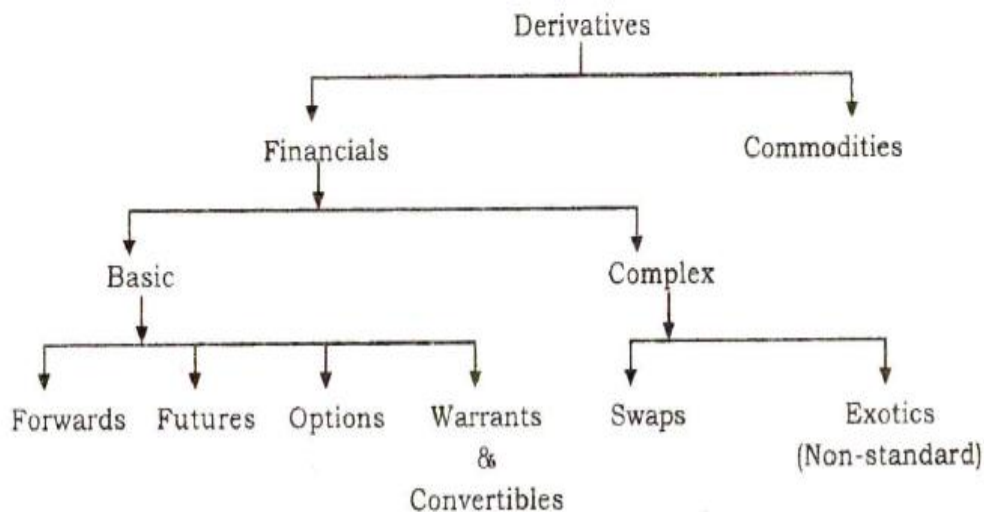 Derivatives
Financials
Commodities
Basic
Complex
Forwards Futures Options Warrants Swaps Exotics
& (Non-standard)
Convertibles